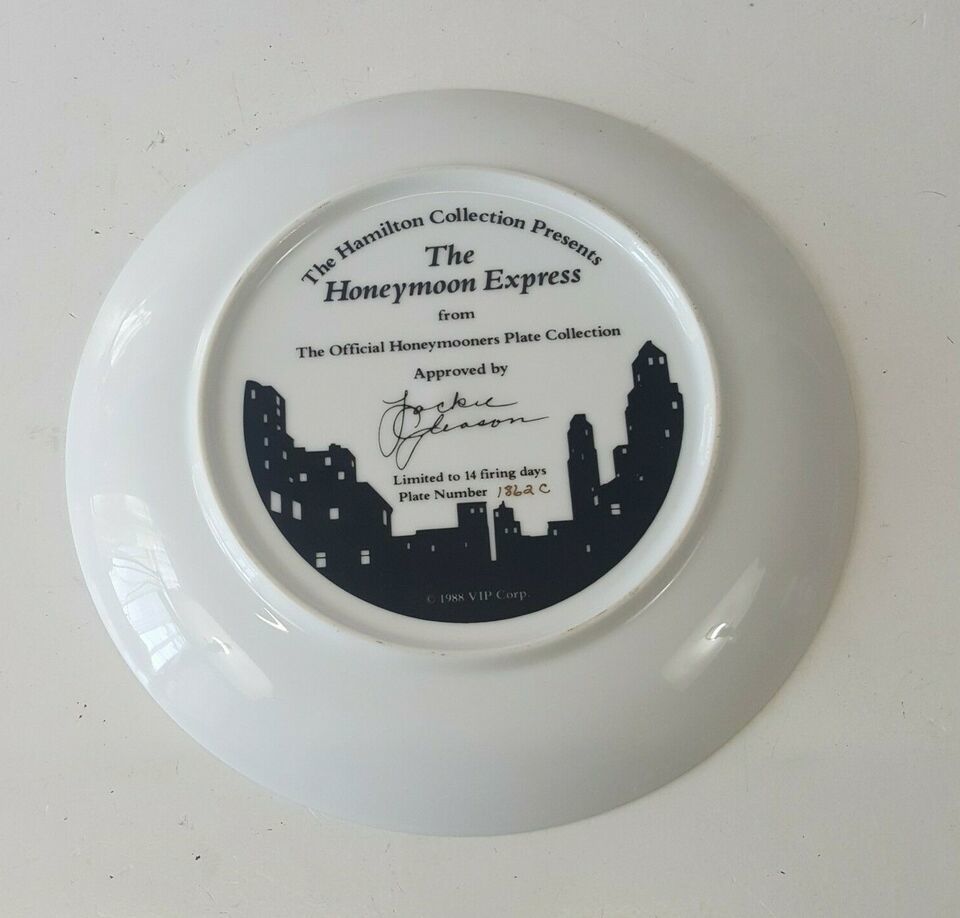 The Hamilton Collection Presents
The
Honeymoon Express
from
The Official Honeymooners Plate Collection
Approved by
Jackie
Gleason
Limited to 14 firing days
Plate Number 1862 C
© 1988 VIP Corp.